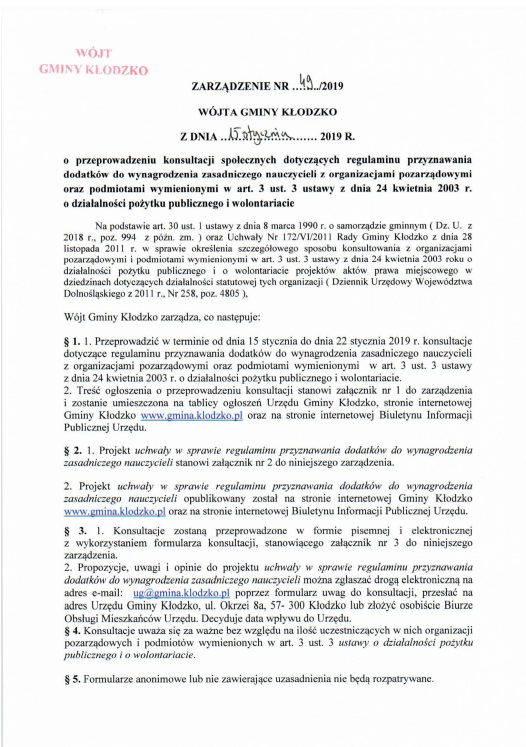 WÓJT
GMINY KŁODZKO
ZARZĄDZENIE NR ..49../2019
WÓJTA GMINY KŁODZKO
Z DNIA ..15 stycznia....... 2019 R.
o przeprowadzeniu konsultacji społecznych dotyczących regulaminu przyznawania
dodatków do wynagrodzenia zasadniczego nauczycieli z organizacjami pozarządowymi
oraz podmiotami wymienionymi w art. 3 ust. 3 ustawy z dnia 24 kwietnia 2003 r.
o działalności pożytku publicznego i wolontariacie
Na podstawie art. 30 ust. 1 ustawy z dnia 8 marca 1990 r. o samorządzie gminnym ( Dz. U. z
2018 r., poz. 994 z późn. zm. ) oraz Uchwały Nr 172/VI/2011 Rady Gminy Kłodzko z dnia 28
listopada 2011 r. w sprawie określenia szczegółowego sposobu konsultowania z organizacjami
pozarządowymi i podmiotami wymienionymi w art. 3 ust. 3 ustawy z dnia 24 kwietnia 2003 roku o
działalności pożytku publicznego i o wolontariacie projektów aktów prawa miejscowego w
dziedzinach dotyczących działalności statutowej tych organizacji ( Dziennik Urzędowy Województwa
Dolnośląskiego z 2011 r., Nr 258, poz. 4805 ),
Wójt Gminy Kłodzko zarządza, co następuje:
§ 1. 1. Przeprowadzić w terminie od dnia 15 stycznia do dnia 22 stycznia 2019 r. konsultacje
dotyczące regulaminu przyznawania dodatków do wynagrodzenia zasadniczego nauczycieli
z organizacjami pozarządowymi oraz podmiotami wymienionymi w art. 3 ust. 3 ustawy
z dnia 24 kwietnia 2003 r. o działalności pożytku publicznego i wolontariacie.
2. Treść ogłoszenia o przeprowadzeniu konsultacji stanowi załącznik nr 1 do zarządzenia
i zostanie umieszczona na tablicy ogłoszeń Urzędu Gminy Kłodzko, stronie internetowej
Gminy Kłodzko www.gmina.klodzko.pl oraz na stronie internetowej Biuletynu Informacji
Publicznej Urzędu.
§ 2. 1. Projekt uchwały w sprawie regulaminu przyznawania dodatków do wynagrodzenia
zasadniczego nauczycieli stanowi załącznik nr 2 do niniejszego zarządzenia.
2. Projekt uchwały w sprawie regulaminu przyznawania dodatków do wynagrodzenia
zasadniczego nauczycieli opublikowany został na stronie internetowej Gminy Kłodzko
www.gmina.klodzko.pl oraz na stronie internetowej Biuletynu Informacji Publicznej Urzędu.
§ 3. 1. Konsultacje zostaną przeprowadzone w formie pisemnej i elektronicznej
z wykorzystaniem formularza konsultacji, stanowiącego załącznik nr 3 do niniejszego
zarządzenia.
2. Propozycje, uwagi i opinie do projektu uchwały w sprawie regulaminu przyznawania
dodatków do wynagrodzenia zasadniczego nauczycieli można zgłaszać drogą elektroniczną na
adres e-mail: ug@gmina.klodzko.pl poprzez formularz uwag do konsultacji, przesłać na
adres Urzędu Gminy Kłodzko, ul. Okrzei 8a, 57- 300 Kłodzko lub złożyć osobiście Biurze
Obsługi Mieszkańców Urzędu. Decyduje data wpływu do Urzędu.
§ 4. Konsultacje uważa się za ważne bez względu na ilość uczestniczących w nich organizacji
pozarządowych i podmiotów wymienionych w art. 3 ust. 3 ustawy o działalności pożytku
publicznego i o wolontariacie.
§ 5. Formularze anonimowe lub nie zawierające uzasadnienia nie będą rozpatrywane.